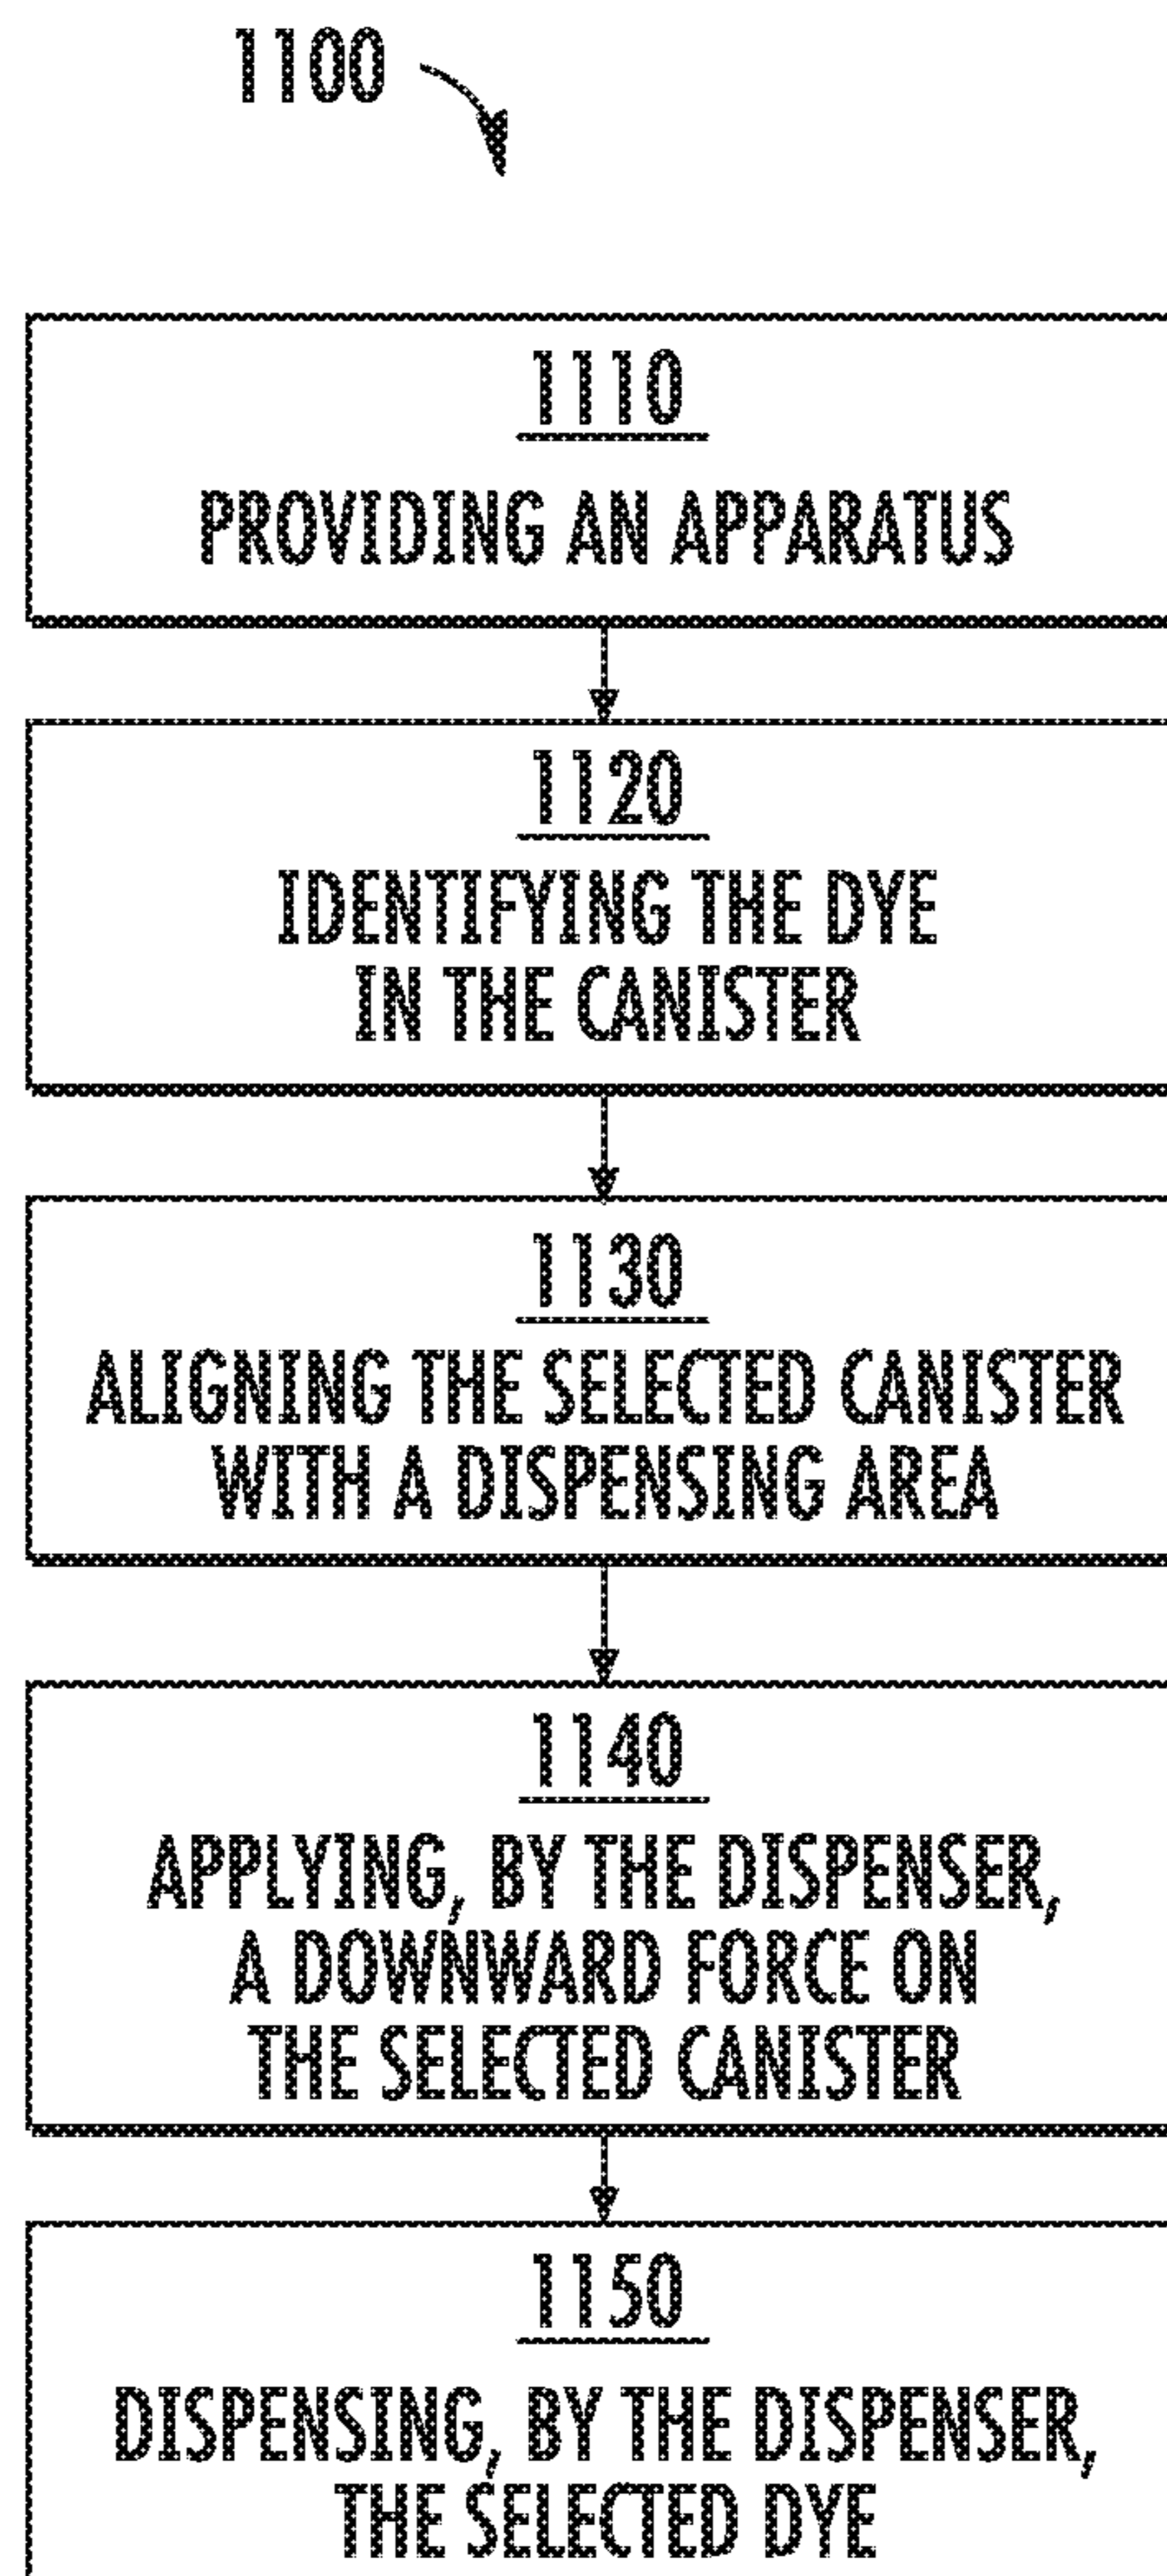 1100
1110
PROVIDING AN APPARATUS
1120
IDENTIFYING THE DYE
IN THE CANISTER
1130
ALIGNING THE SELECTED CANISTER
WITH A DISPENSING AREA
1140
APPLYING, BY THE DISPENSER,
A DOWNWARD FORCE ON
THE SELECTED CANISTER
1150
DISPENSING, BY THE DISPENSER,
THE SELECTED DYE